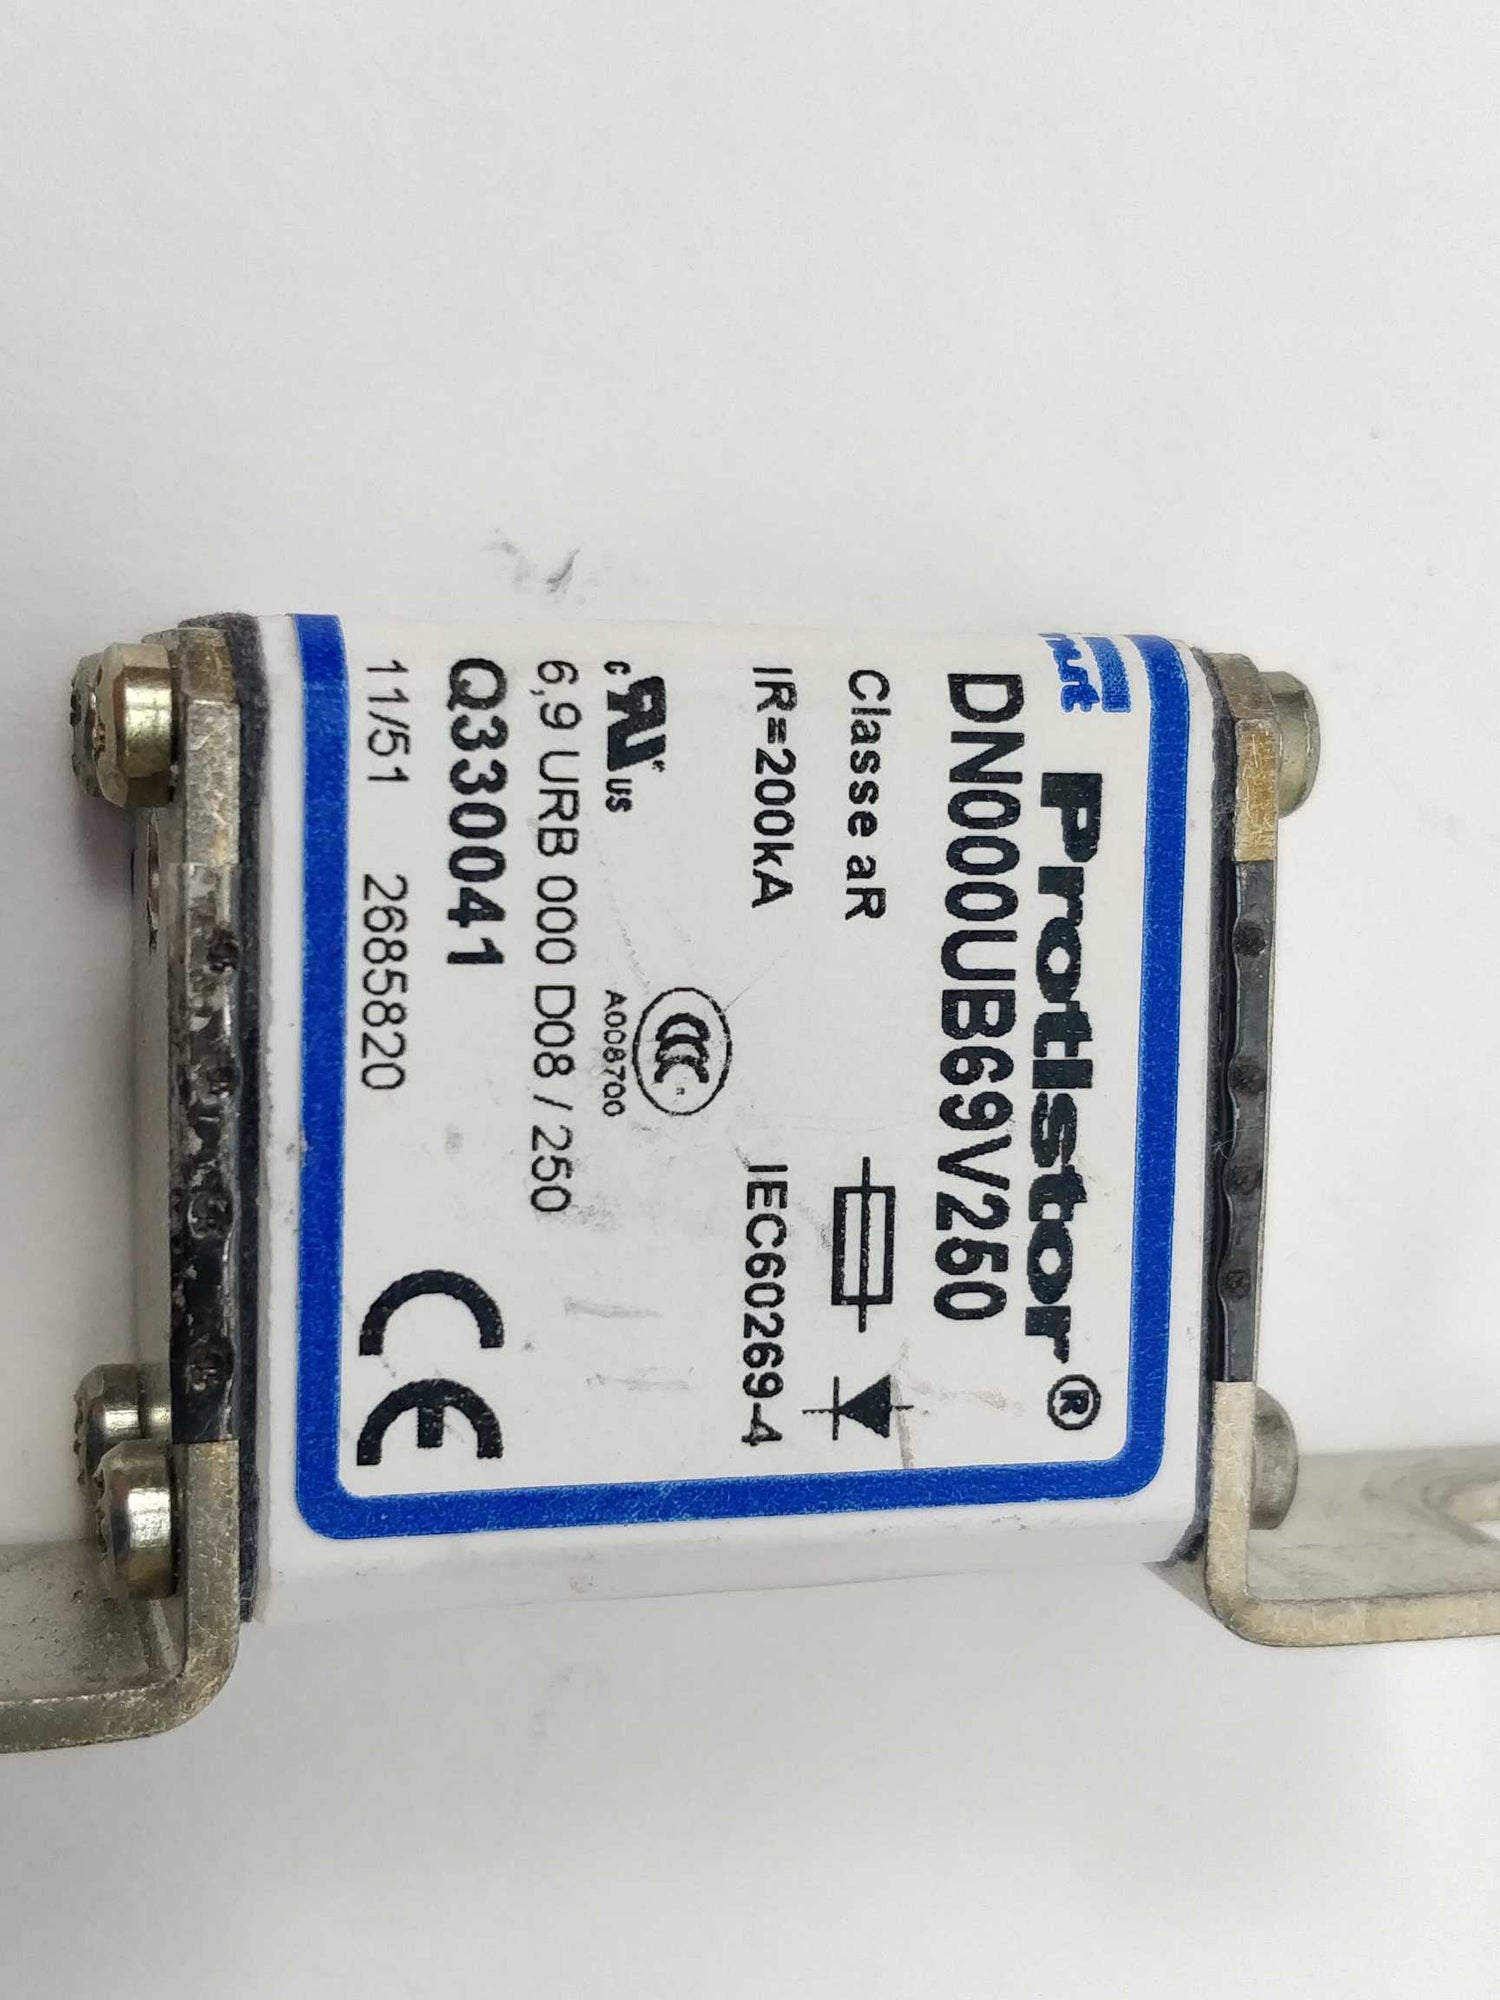 Protistor®
DN000UB69V250
Classe aR
IR=200kA IEC60269-4
c RU US
A008700
6,9 URB 000 D08 / 250
Q330041
11/51 2685820 CE